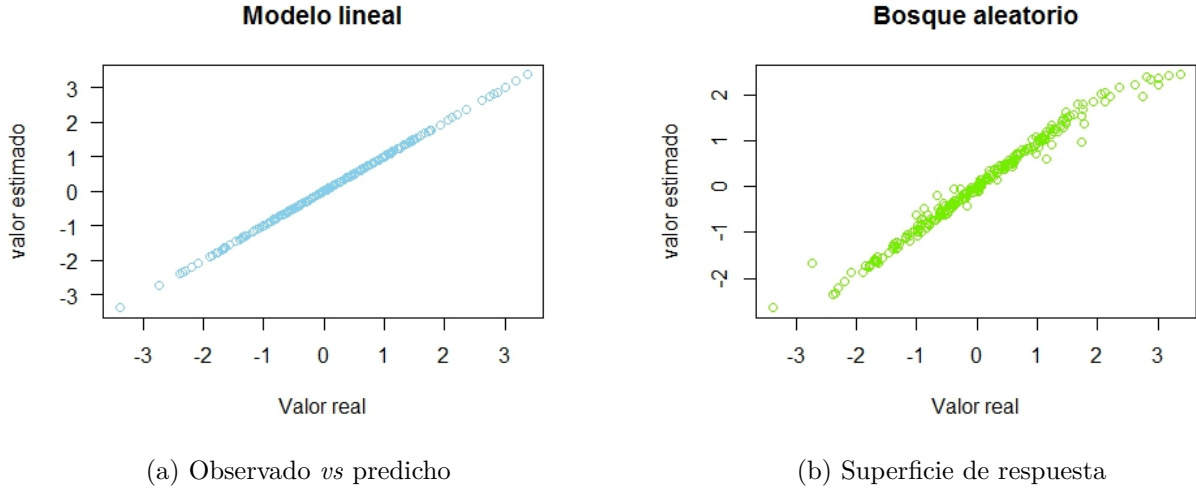 Modelo lineal
valor estimado
3
2
1
0
-1
-2
-3
-3 -2 -1 0 1 2 3
Valor real
(a) Observado vs predicho
Bosque aleatorio
valor estimado
2
1
0
-1
-2
-3 -2 -1 0 1 2 3
Valor real
(b) Superficie de respuesta